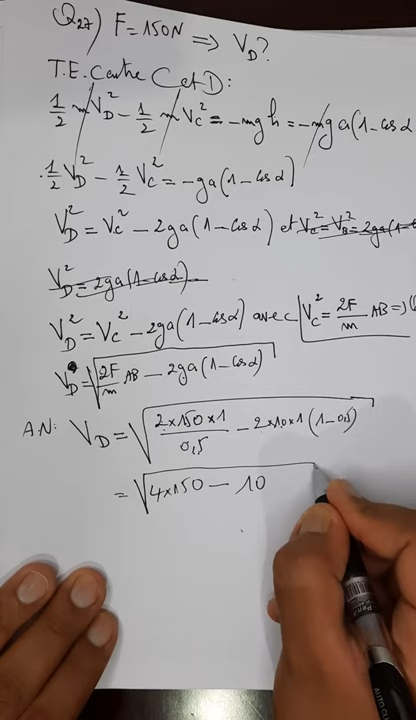 Q27) F = 150N ⟹ V_D?
T.E. Centre C et D:
½ m V_D² - ½ m V_C² = -mgh = -mga(1-cos α
½ V_D² - ½ V_C² = -ga(1-cos α)
V_D² = V_C² - 2ga(1-cos α) et V_C² = V_B² = 2ga(1-cos
V_D² = 2ga(1-cos α)
V_D² = V_C² - 2ga(1-cos α) avec V_C² = 2F/m AB =>
V_D = √(2F/m AB - 2ga(1-cos α))
A.N: V_D = √(2×150×1/0,5 - 2×10×1(1-0,5))
= √(4×150 - 10